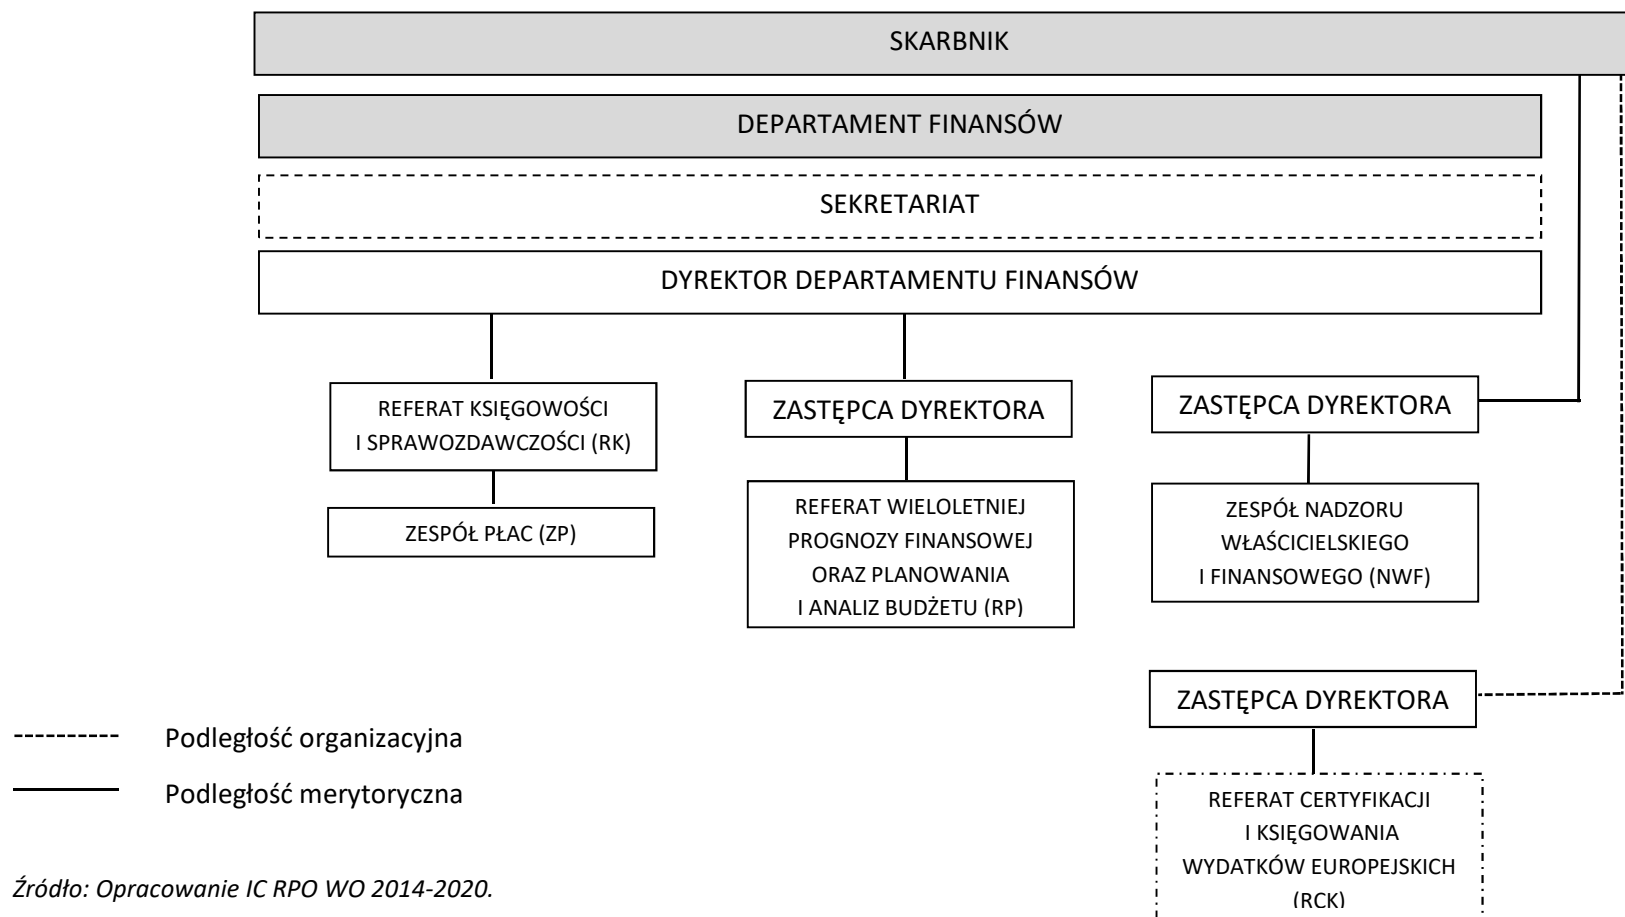 SKARBNIK
DEPARTAMENT FINANSÓW
SEKRETARIAT
DYREKTOR DEPARTAMENTU FINANSÓW
REFERAT KSIĘGOWOŚCI
I SPRAWOZDAWCZOŚCI (RK)
ZESPÓŁ PŁAC (ZP)
ZASTĘPCA DYREKTORA
REFERAT WIELOLETNIEJ
PROGNOZY FINANSOWEJ
ORAZ PLANOWANIA
I ANALIZ BUDŻETU (RP)
ZASTĘPCA DYREKTORA
ZESPÓŁ NADZORU
WŁAŚCICIELSKIEGO
I FINANSOWEGO (NWF)
ZASTĘPCA DYREKTORA
REFERAT CERTYFIKACJI
I KSIĘGOWANIA
WYDATKÓW EUROPEJSKICH
(RCK)
Podległość organizacyjna
Podległość merytoryczna
Źródło: Opracowanie IC RPO WO 2014-2020.